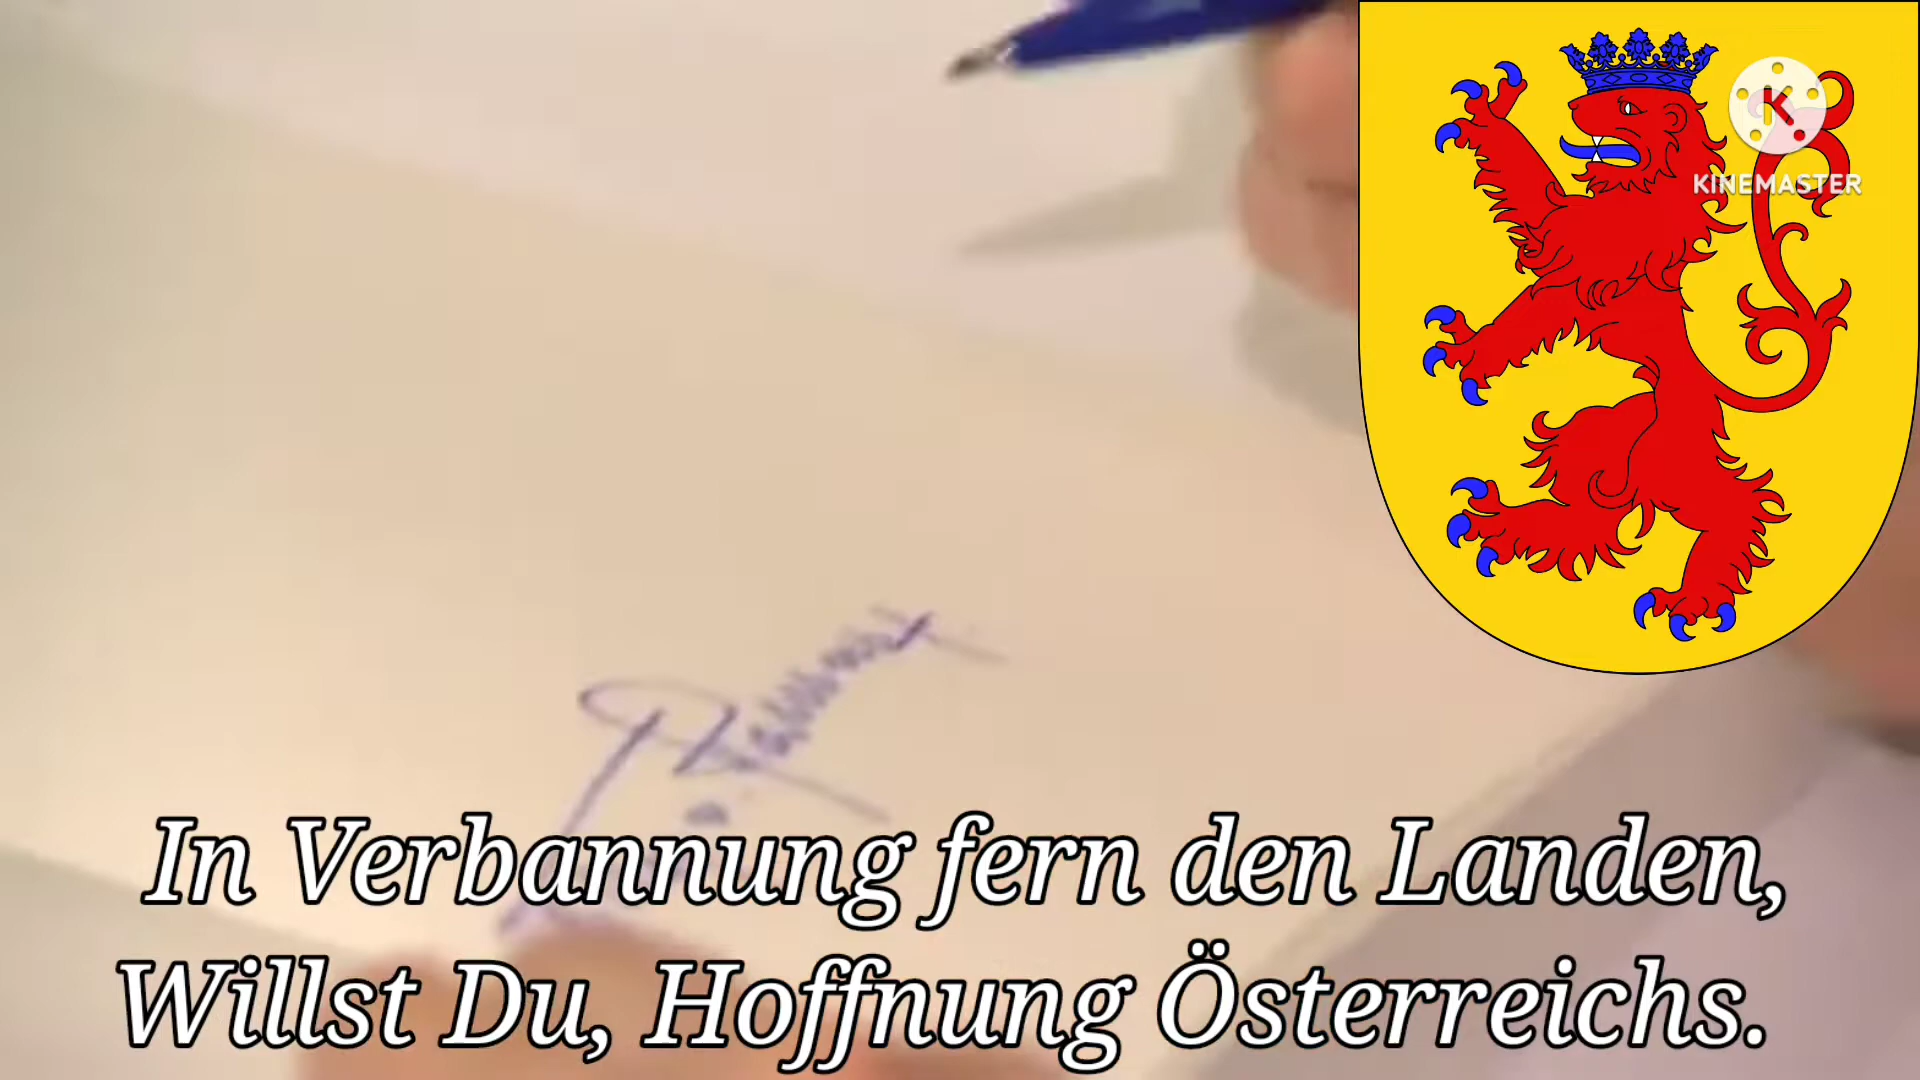 K
KINEMASTER
In Verbannung fern den Landen,
Willst Du, Hoffnung Österreichs.